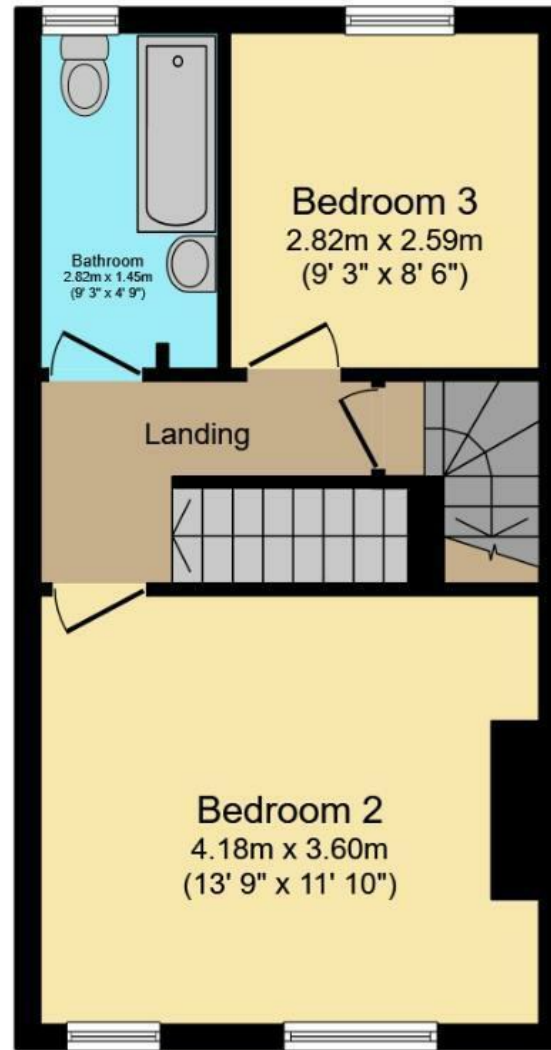 Bedroom 3
2.82m x 2.59m
(9' 3" x 8' 6")
Bathroom
2.82m x 1.45m
(9' 3" x 4' 9")
Landing
Bedroom 2
4.18m x 3.60m
(13' 9" x 11' 10")